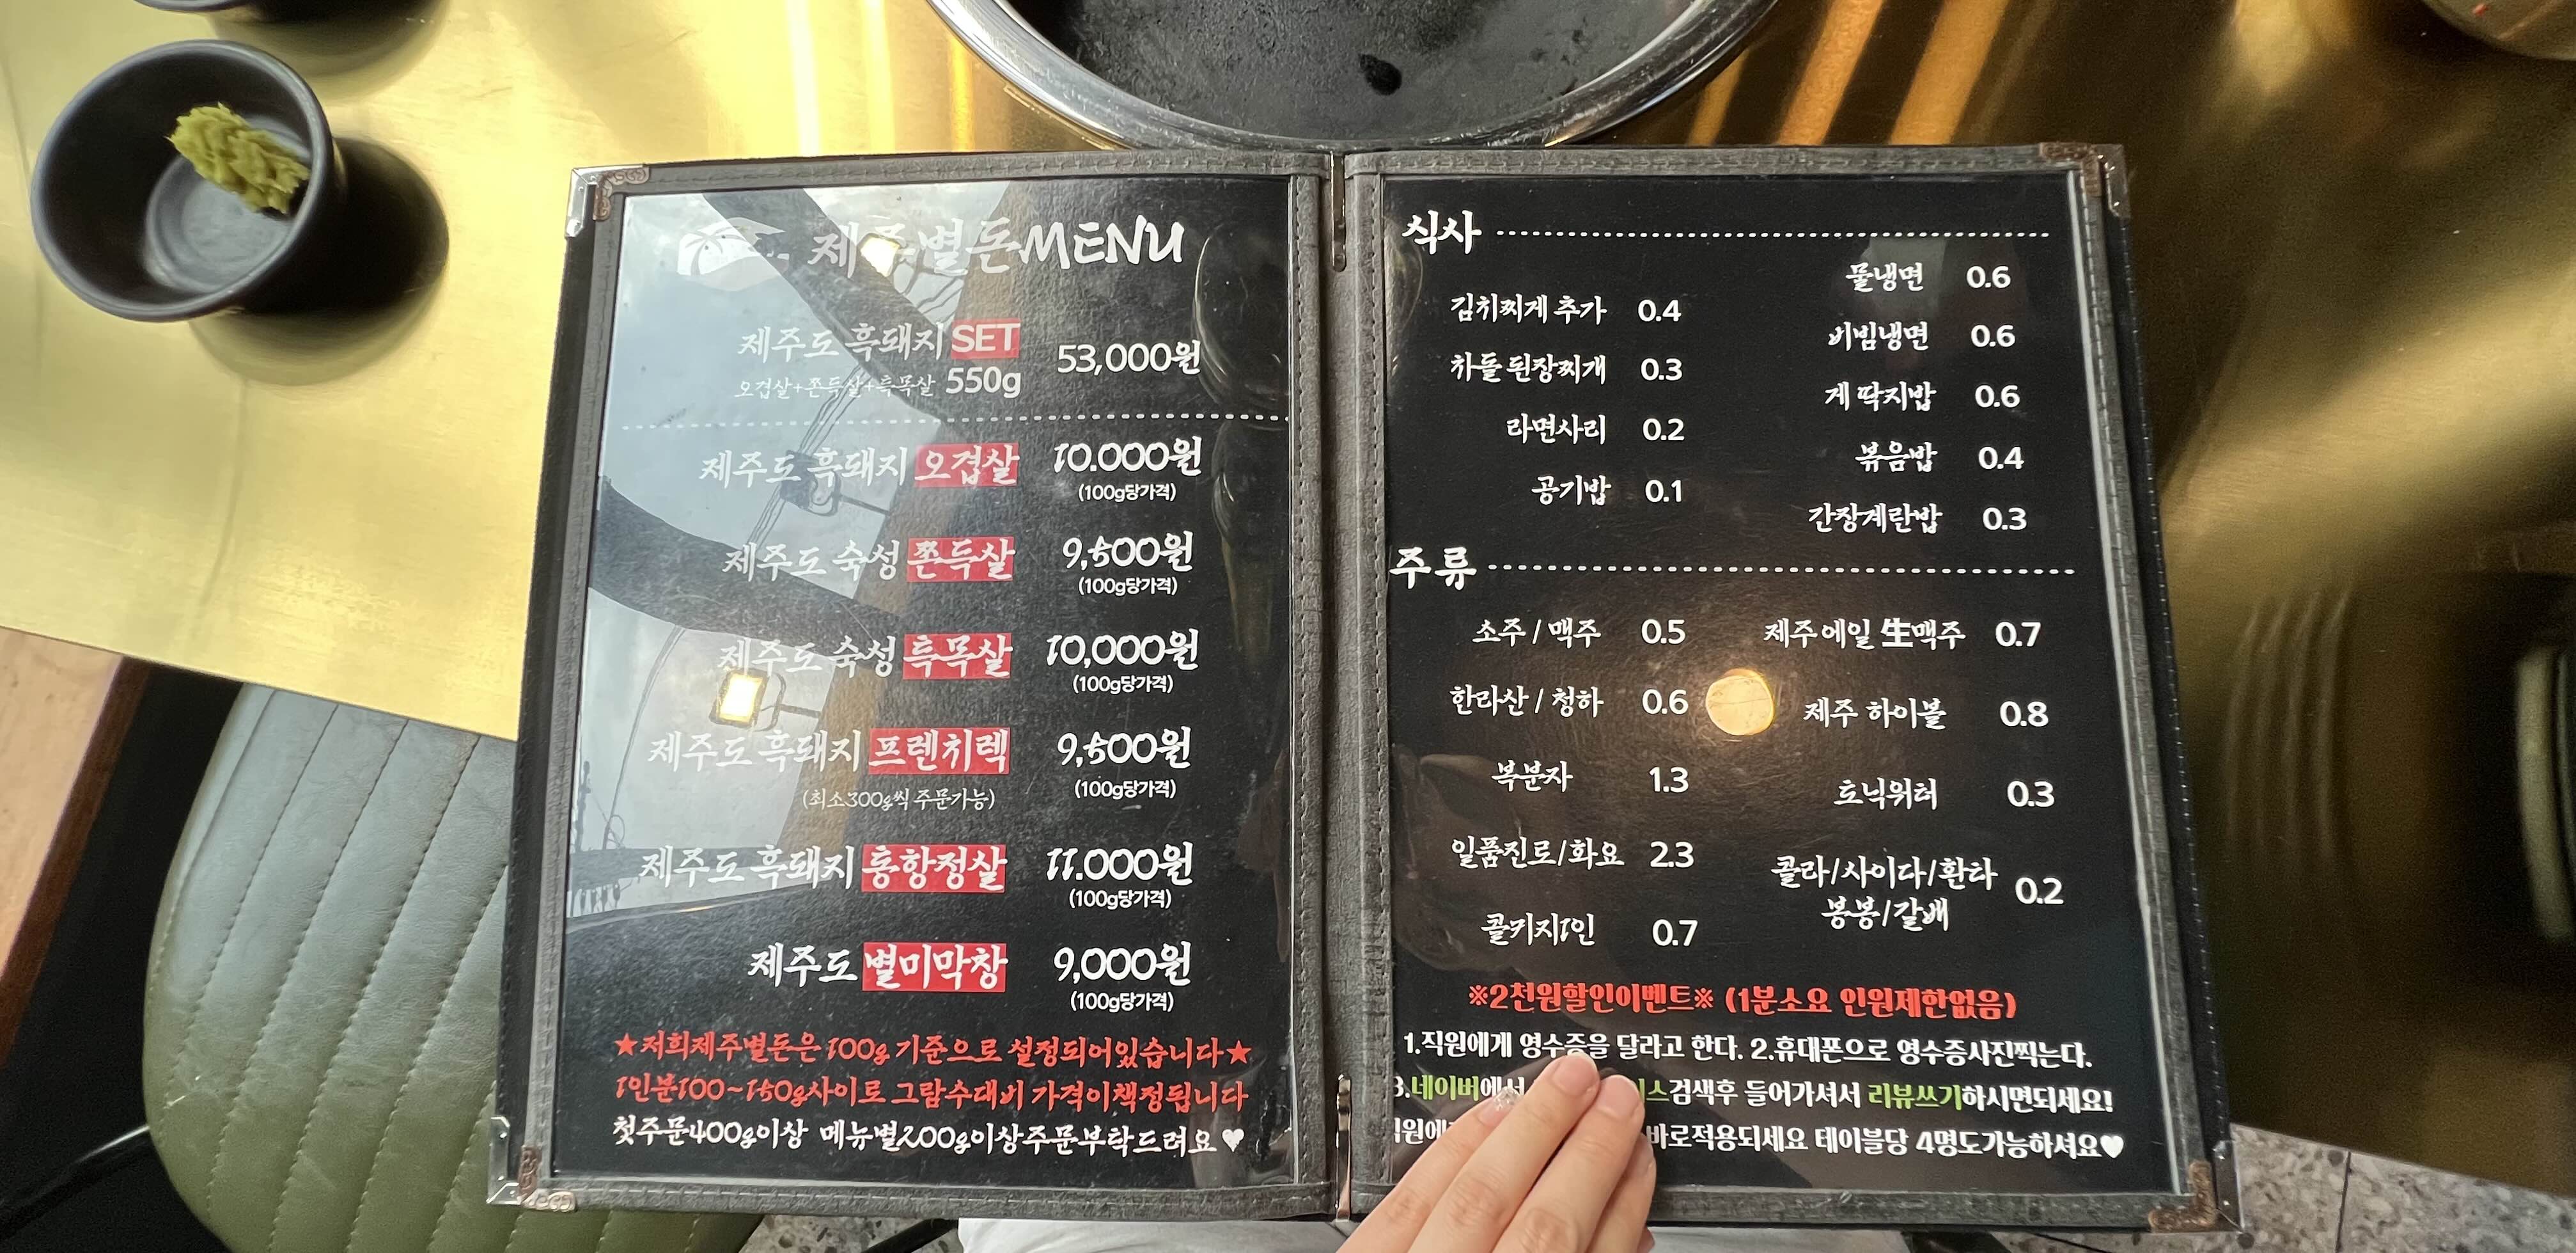 제주별돈MENU
제주도 흑돼지 SET
오겹살+쫀득살+특목살 550g
53,000원
제주도 흑돼지 오겹살 10.000원
(100g당가격)
제주도 숙성 쫀득살 9,500원
(100g당가격)
제주도 숙성 특목살 10,000원
(100g당가격)
제주도 흑돼지 프렌치렉 9,500원
(최소300g씩 주문가능) (100g당가격)
제주도 흑돼지 통항정살 11.000원
(100g당가격)
제주도 별미막창 9,000원
(100g당가격)
★저희제주별돈은 100g 기준으로 설정되어있습니다★
1인분100~150g사이로 그람수대비 가격이책정됩니다
첫주문400g이상 메뉴별200g이상주문부탁드려요♥
식사
김치찌게 추가 0.4
차돌 된장찌개 0.3
라면사리 0.2
공기밥 0.1
물냉면 0.6
비빔냉면 0.6
게 딱지밥 0.6
볶음밥 0.4
간장계란밥 0.3
주류
소주 / 맥주 0.5
한라산 / 청하 0.6
복분자 1.3
일품진로/화요 2.3
콜키지1인 0.7
제주에일 生맥주 0.7
제주 하이볼 0.8
토닉워터 0.3
콜라/사이다/환타
봉봉/갈배 0.2
※2천원할인이벤트※ (1분소요 인원제한없음)
1.직원에게 영수증을 달라고 한다. 2.휴대폰으로 영수증사진찍는다.
3.네이버에서 검색후 들어가셔서 리뷰쓰기하시면되세요!
바로적용되세요 테이블당 4명도가능하셔요♥